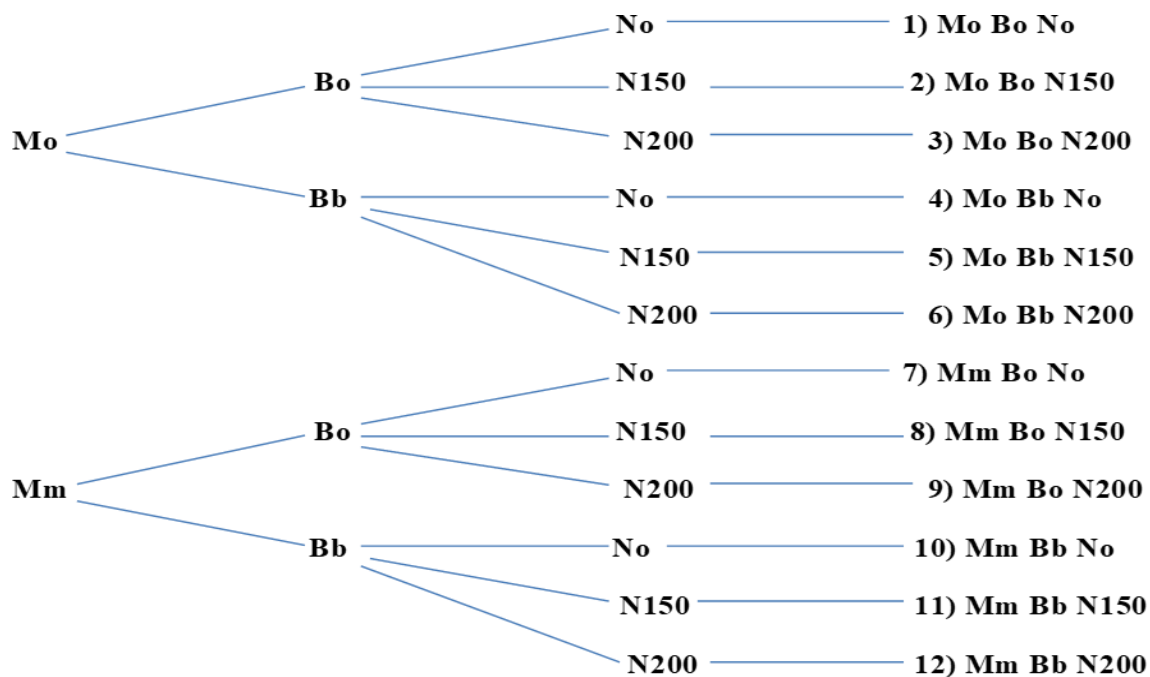 No 1) Mo Bo No
Bo N150 2) Mo Bo N150
Mo N200 3) Mo Bo N200
Bb No 4) Mo Bb No
N150 5) Mo Bb N150
N200 6) Mo Bb N200
No 7) Mm Bo No
Bo N150 8) Mm Bo N150
Mm N200 9) Mm Bo N200
Bb No 10) Mm Bb No
N150 11) Mm Bb N150
N200 12) Mm Bb N200